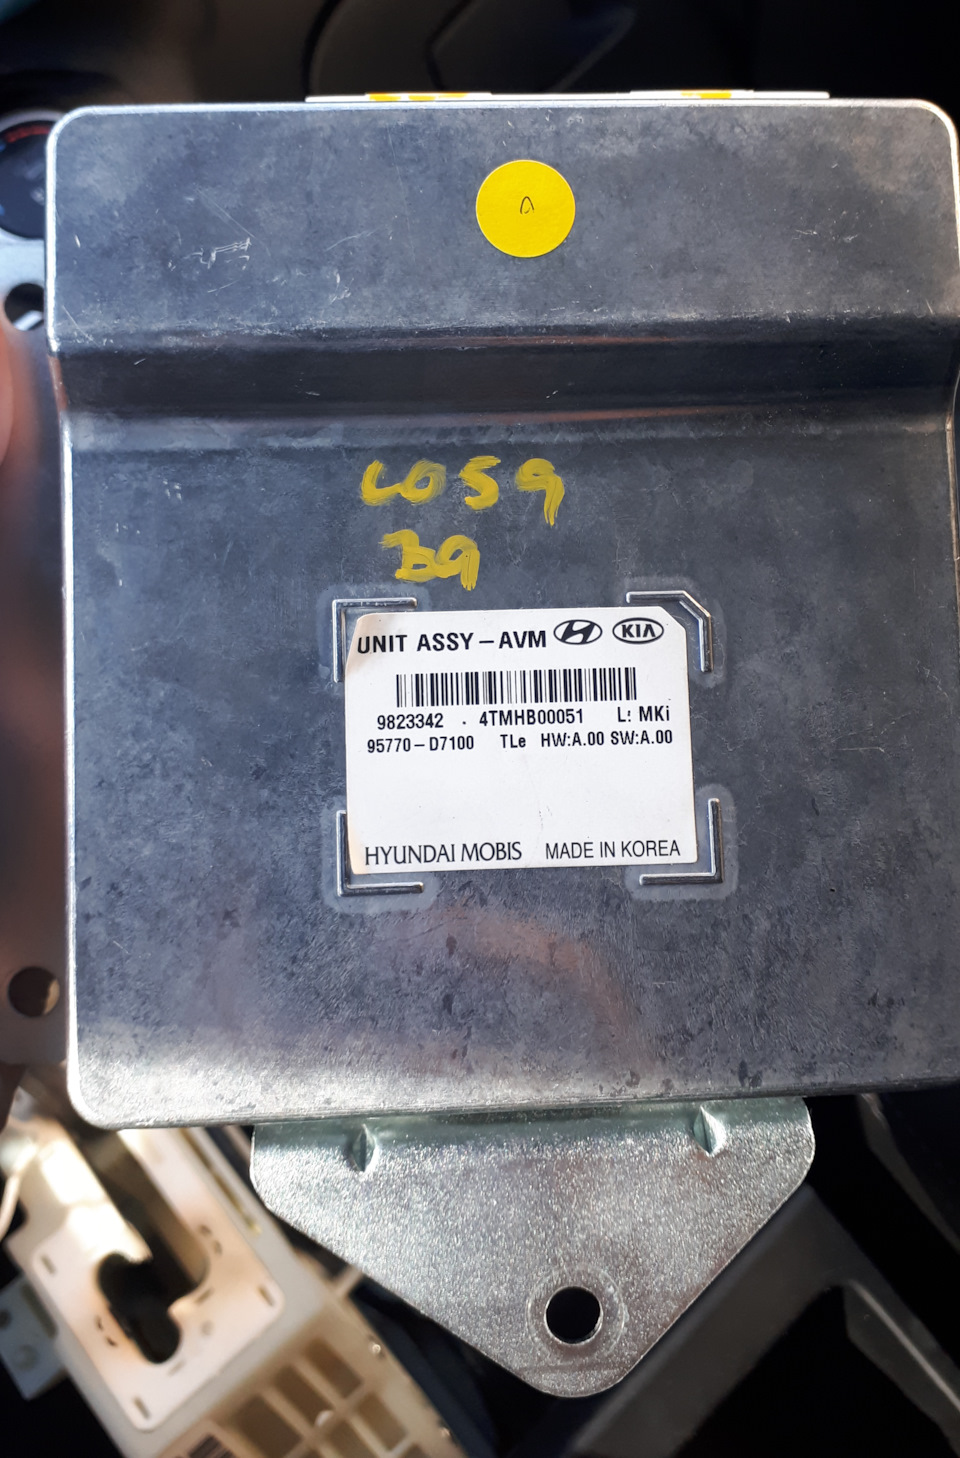 UNIT ASSY-AVM KIA
9823342 . 4TMHB00051 L: MKi
95770-D7100 TLe HW:A.00 SW:A.00
HYUNDAI MOBIS MADE IN KOREA